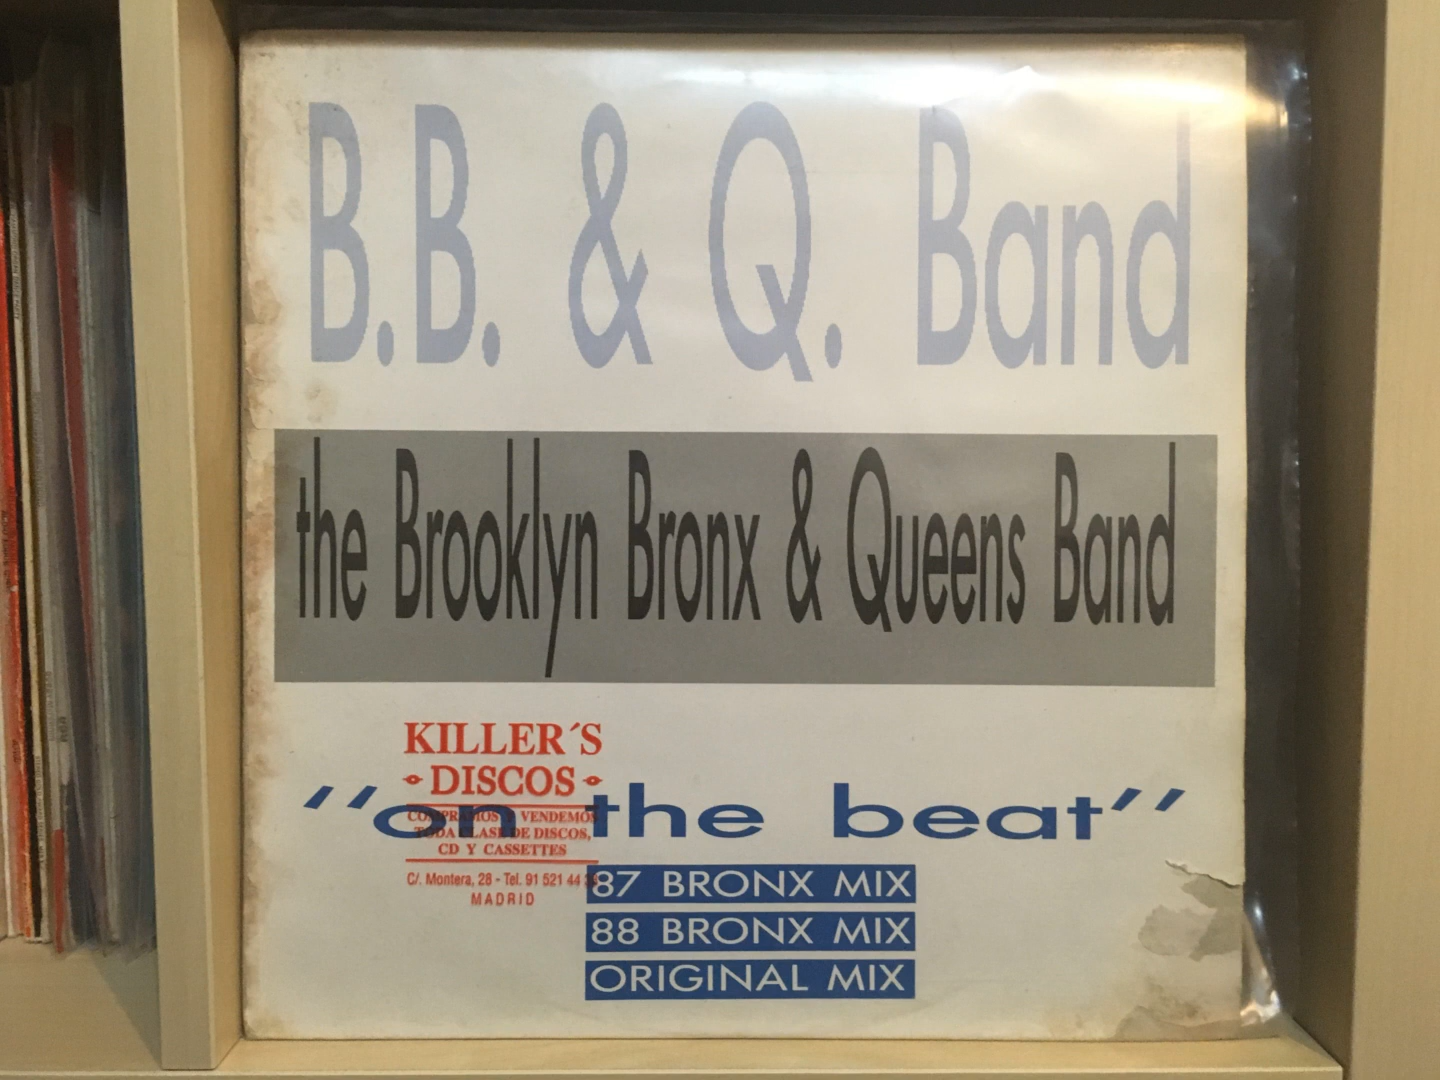 B.B. & Q. Band
the Brooklyn Bronx & Queens Band
KILLER´S
DISCOS
COMPRAMOS Y VENDEMOS
TODA CLASE DE DISCOS,
CD Y CASSETTES
C/. Montera, 28 - Tel. 91 521 44
MADRID
“on the beat”
87 BRONX MIX
88 BRONX MIX
ORIGINAL MIX